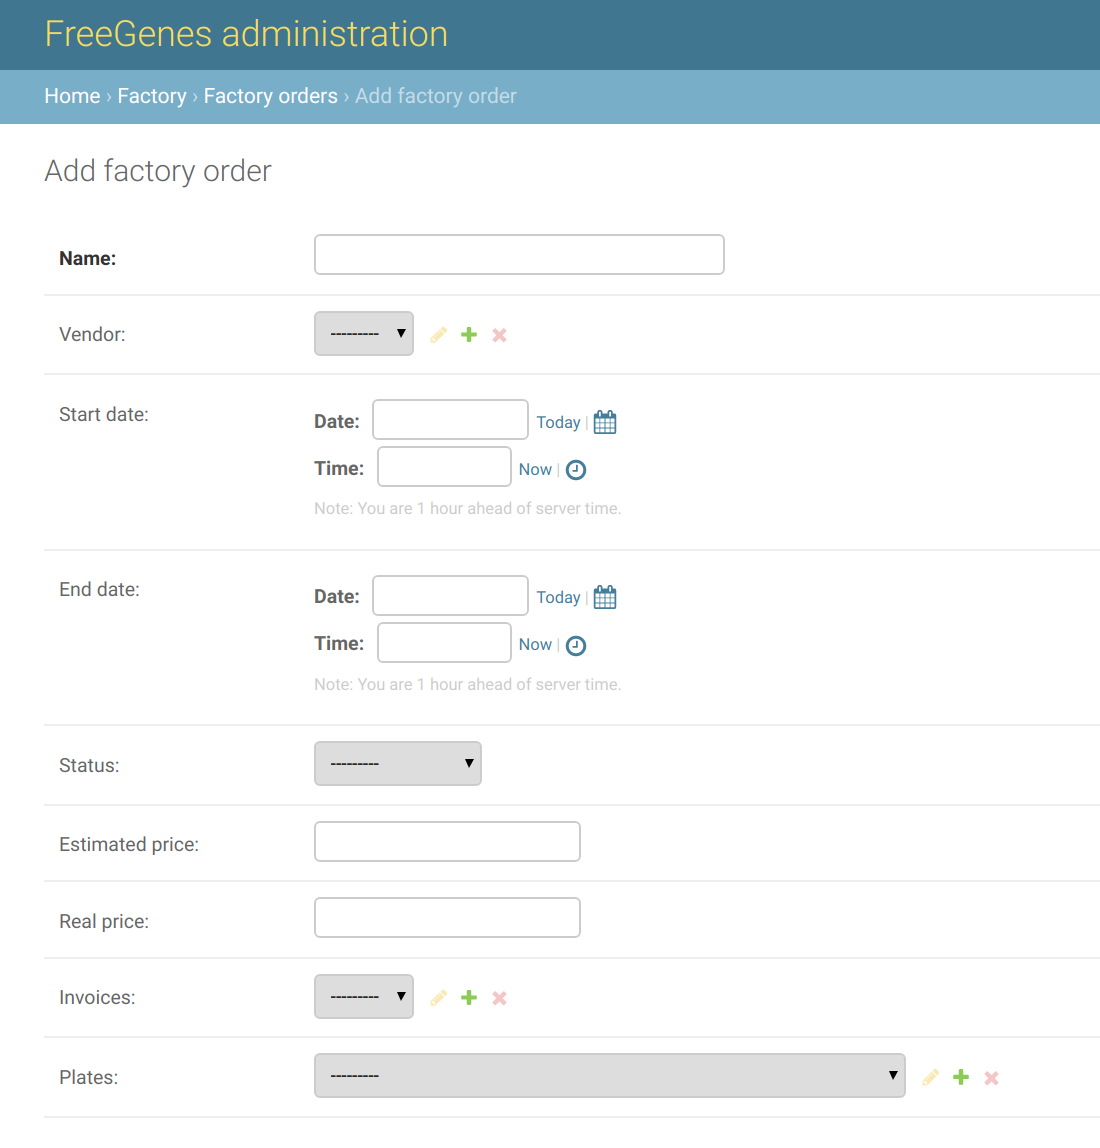 FreeGenes administration
Home › Factory › Factory orders › Add factory order
Add factory order
Name:
Vendor: ---------
Start date: Date: Today |
Time: Now |
Note: You are 1 hour ahead of server time.
End date: Date: Today |
Time: Now |
Note: You are 1 hour ahead of server time.
Status: ---------
Estimated price:
Real price:
Invoices: ---------
Plates: ---------